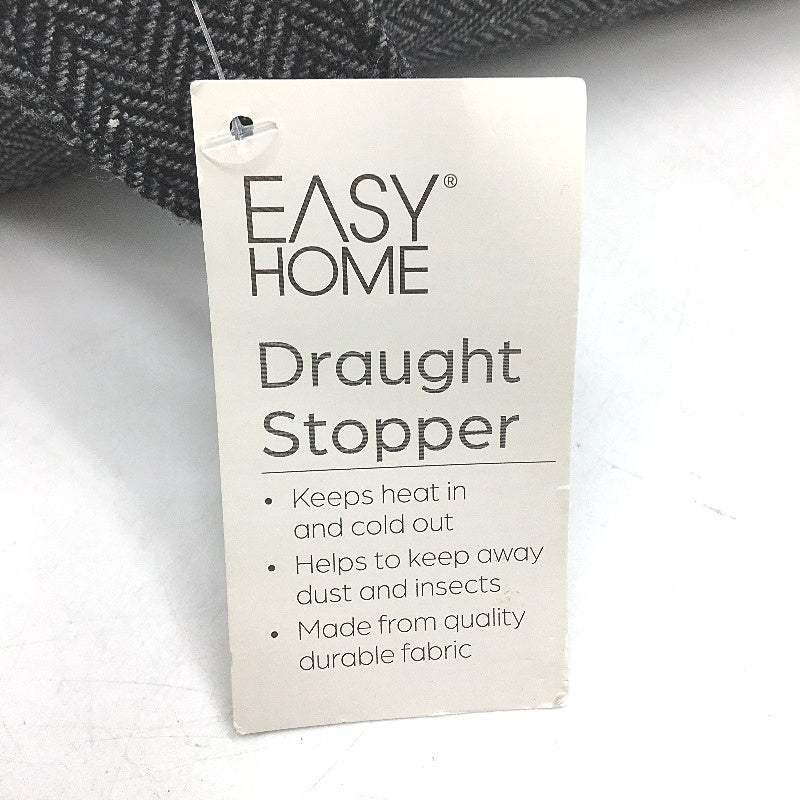 EASY®
HOME
Draught
Stopper
• Keeps heat in
and cold out
• Helps to keep away
dust and insects
• Made from quality
durable fabric